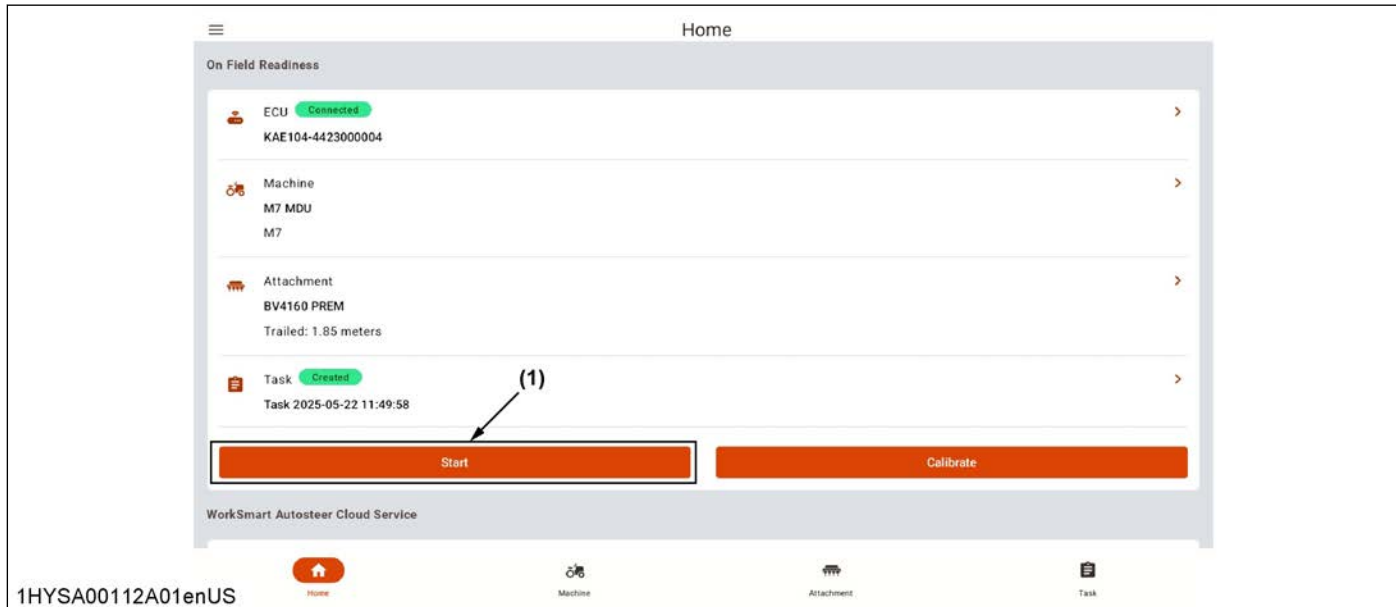 Home
On Field Readiness
ECU Connected
KAE104-4423000004
Machine
M7 MDU
M7
Attachment
BV4160 PREM
Trailed: 1.85 meters
Task Created
Task 2025-05-22 11:49:58
(1)
Start Calibrate
WorkSmart Autosteer Cloud Service
Home Machine Attachment Task
1HYSA00112A01enUS